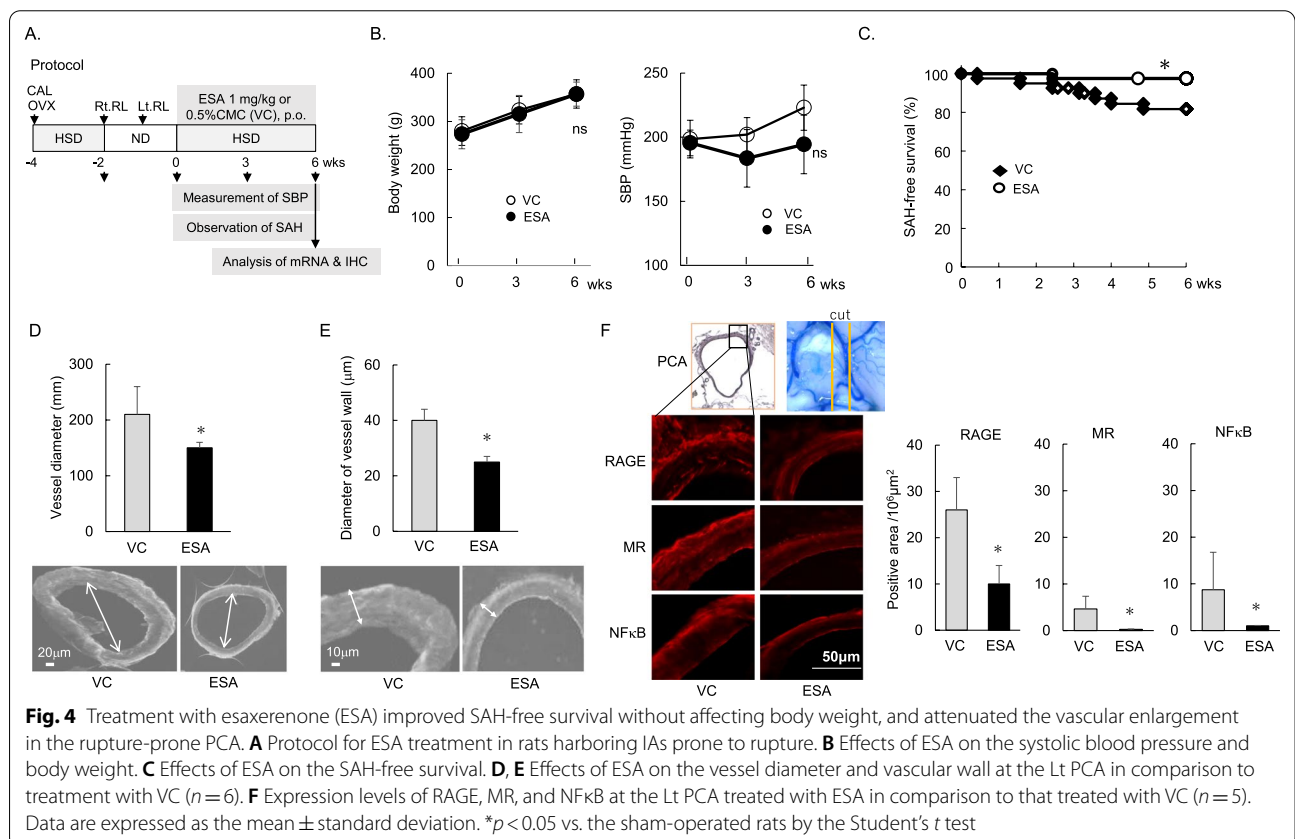 A.
Protocol
CAL
OVX
Rt.RL
Lt.RL
ESA 1 mg/kg or
0.5%CMC (VC), p.o.
HSD
ND
HSD
-4
-2
0
3
6 wks
Measurement of SBP
Observation of SAH
Analysis of mRNA & IHC
B.
Body weight (g)
400
300
200
100
0
ns
VC
ESA
0
3
6
wks
SBP (mmHg)
250
200
150
100
ns
VC
ESA
0
3
6
wks
C.
SAH-free survival (%)
100
80
60
40
20
0
*
VC
ESA
0
1
2
3
4
5
6 wks
D
Vessel diameter (mm)
300
200
100
0
*
VC
ESA
20μm
VC
ESA
E
Diameter of vessel wall (μm)
60
40
20
0
*
VC
ESA
10μm
VC
ESA
F
PCA
cut
RAGE
MR
NFκB
50μm
VC
ESA
Positive area /10⁶μm²
RAGE
40
30
20
10
0
*
VC
ESA
MR
40
30
20
10
0
*
VC
ESA
NFκB
40
30
20
10
0
*
VC
ESA
Fig. 4 Treatment with esaxerenone (ESA) improved SAH-free survival without affecting body weight, and attenuated the vascular enlargement
in the rupture-prone PCA. A Protocol for ESA treatment in rats harboring IAs prone to rupture. B Effects of ESA on the systolic blood pressure and
body weight. C Effects of ESA on the SAH-free survival. D, E Effects of ESA on the vessel diameter and vascular wall at the Lt PCA in comparison to
treatment with VC (n = 6). F Expression levels of RAGE, MR, and NFκB at the Lt PCA treated with ESA in comparison to that treated with VC (n = 5).
Data are expressed as the mean ± standard deviation. *p < 0.05 vs. the sham-operated rats by the Student's t test